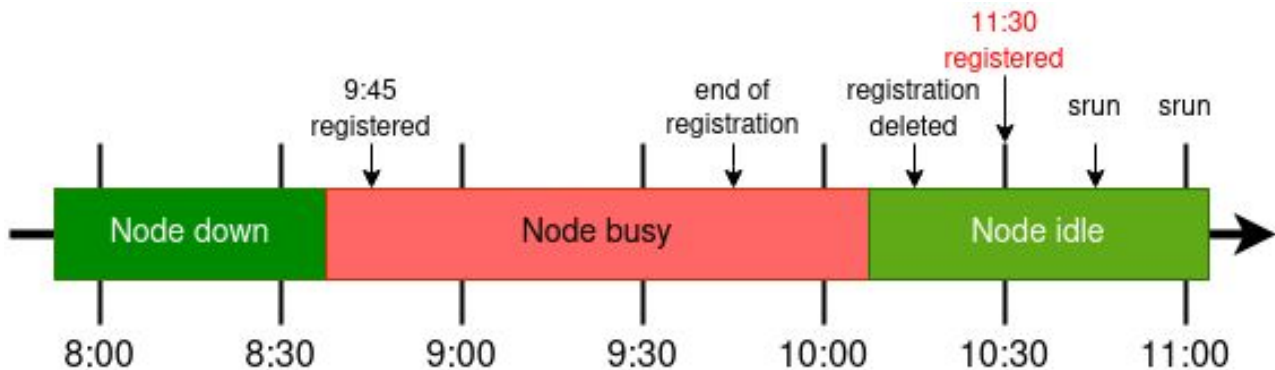 11:30
registered
9:45
registered
end of
registration
registration
deleted
srun
srun
Node down
Node busy
Node idle
8:00
8:30
9:00
9:30
10:00
10:30
11:00